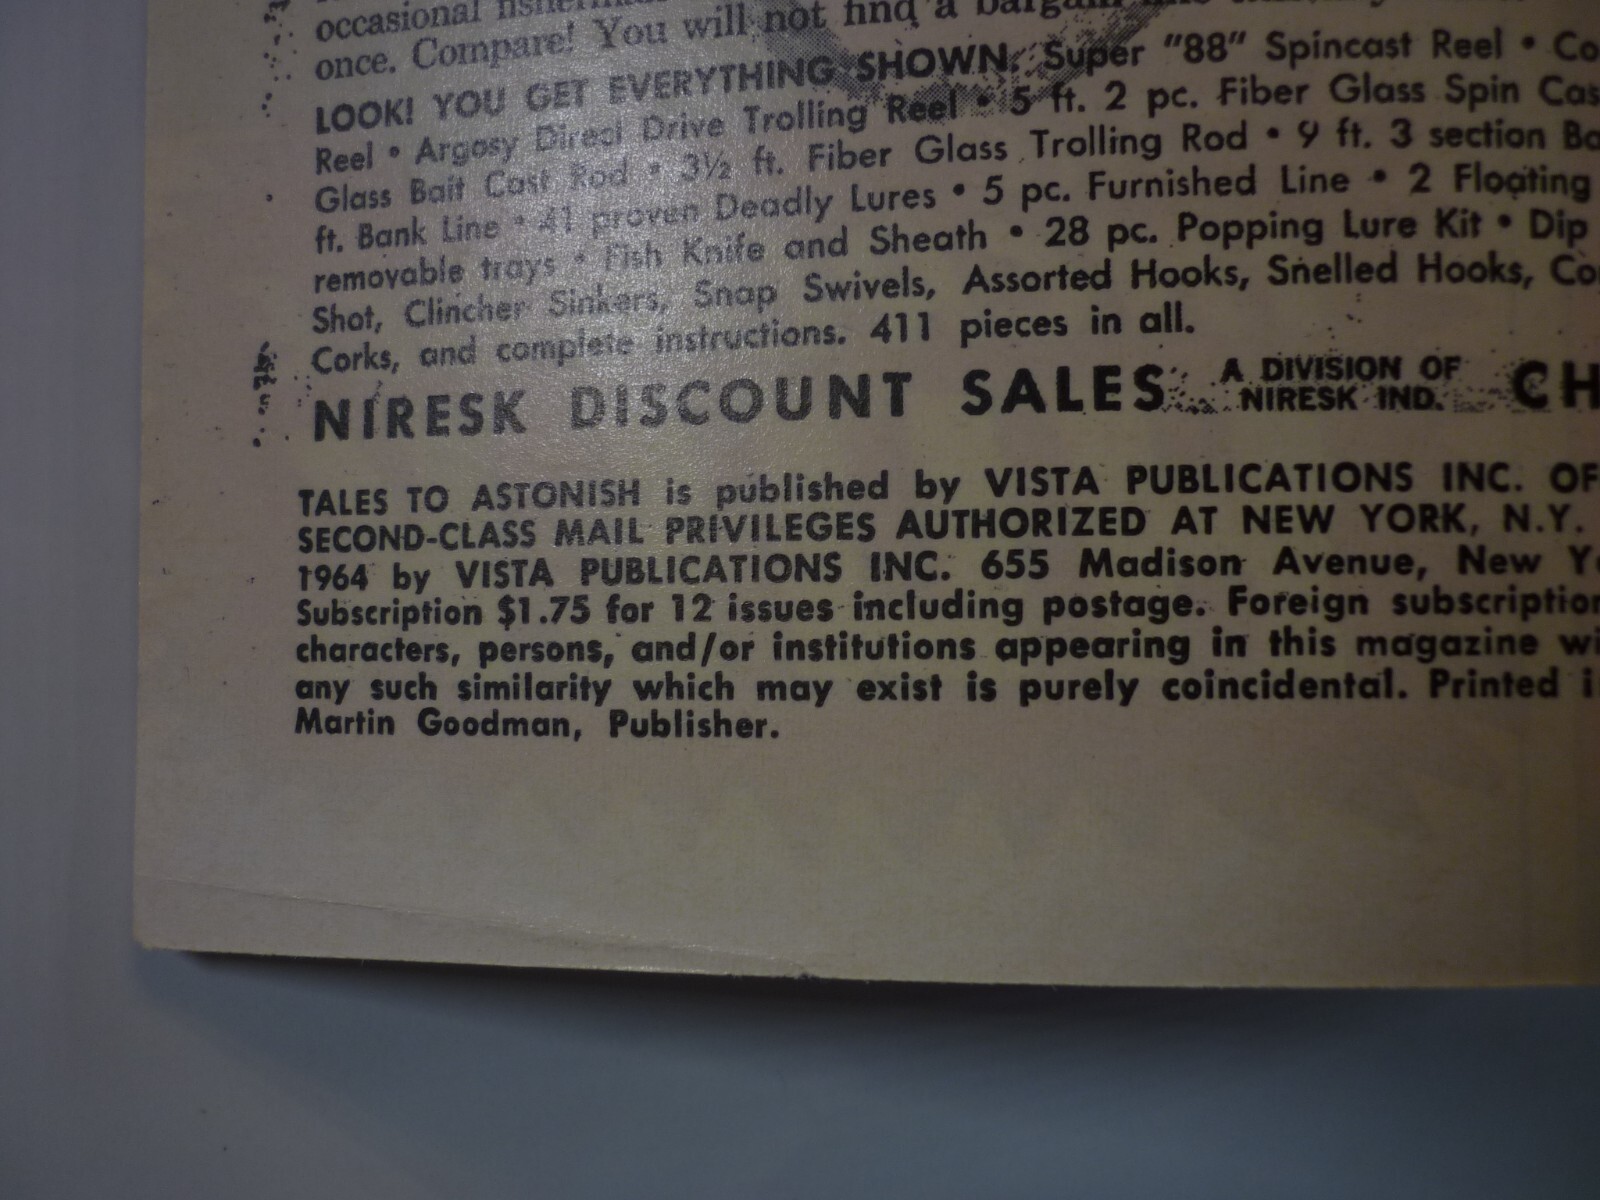 occasional
once. Compare! You will not find a bargain
LOOK! YOU GET EVERYTHING SHOWN. Super "88" Spincast Reel •
Reel • Argosy Direct Drive Trolling Reel • 5 ft. 2 pc. Fiber Glass Spin
Glass Bait Cast Rod • 3½ ft. Fiber Glass Trolling Rod • 9 ft. 3 section
ft. Bank Line • 41 proven Deadly Lures • 5 pc. Furnished Line • 2 Floating
removable trays • Fish Knife and Sheath • 28 pc. Popping Lure Kit • Dip
Shot, Clincher Sinkers, Snap Swivels, Assorted Hooks, Snelled Hooks,
Corks, and complete instructions. 411 pieces in all.
NIRESK DISCOUNT SALES A DIVISION OF NIRESK IND. CH
TALES TO ASTONISH is published by VISTA PUBLICATIONS INC. OF
SECOND-CLASS MAIL PRIVILEGES AUTHORIZED AT NEW YORK, N.Y.
1964 by VISTA PUBLICATIONS INC. 655 Madison Avenue, New
Subscription $1.75 for 12 issues including postage. Foreign
characters, persons, and/or institutions appearing in this magazine
any such similarity which may exist is purely coincidental. Printed
Martin Goodman, Publisher.